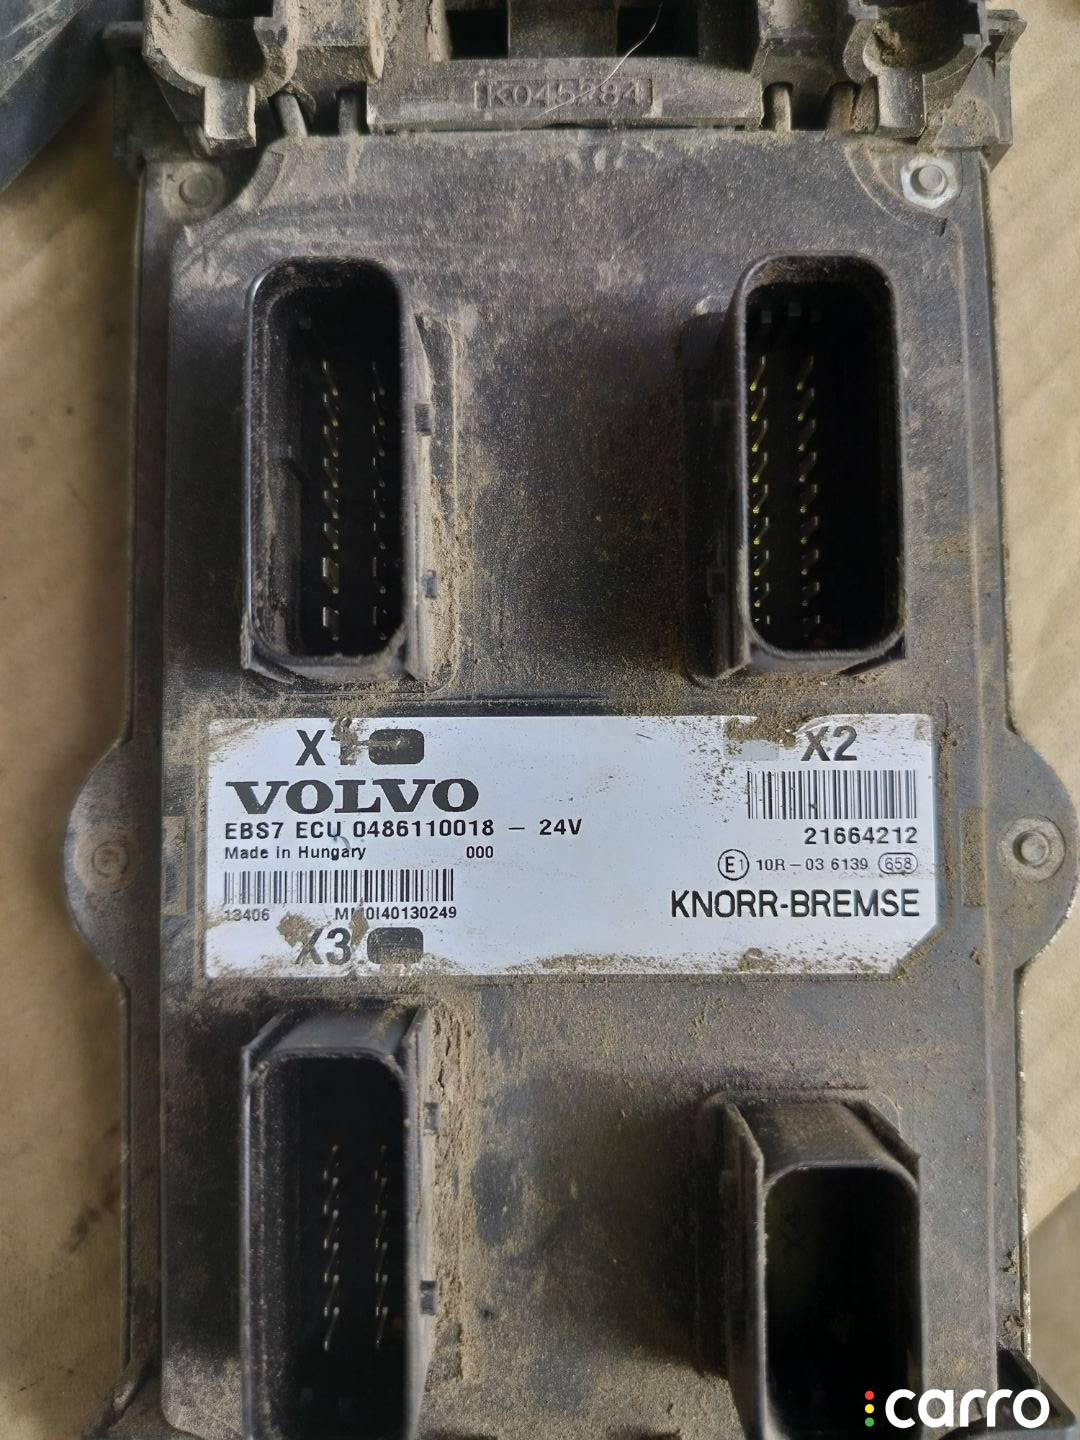 K045284
X1
X2
VOLVO
EBS7 ECU 0486110018 - 24V
21664212
Made in Hungary 000
E1 10R - 03 6139 658
KNORR-BREMSE
13406
X3
carro